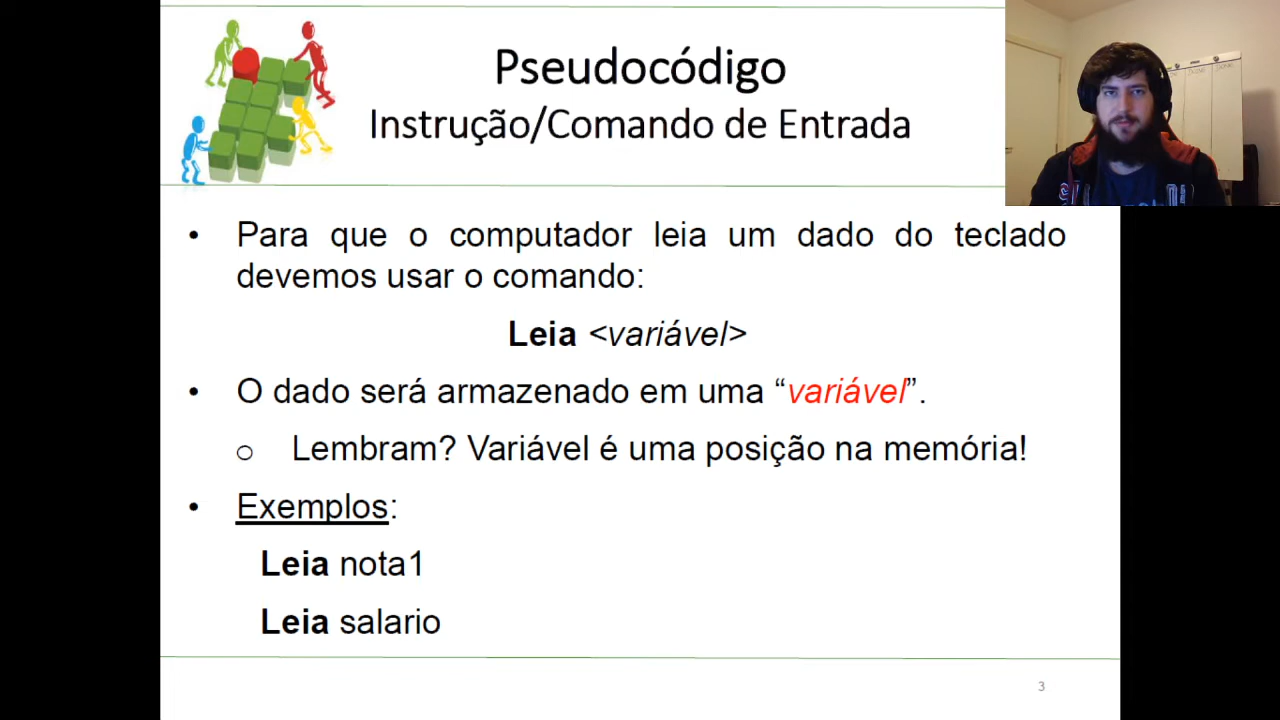 Pseudocódigo
Instrução/Comando de Entrada
• Para que o computador leia um dado do teclado
devemos usar o comando:
Leia <variável>
• O dado será armazenado em uma “variável”.
o Lembram? Variável é uma posição na memória!
• Exemplos:
Leia nota1
Leia salario
3